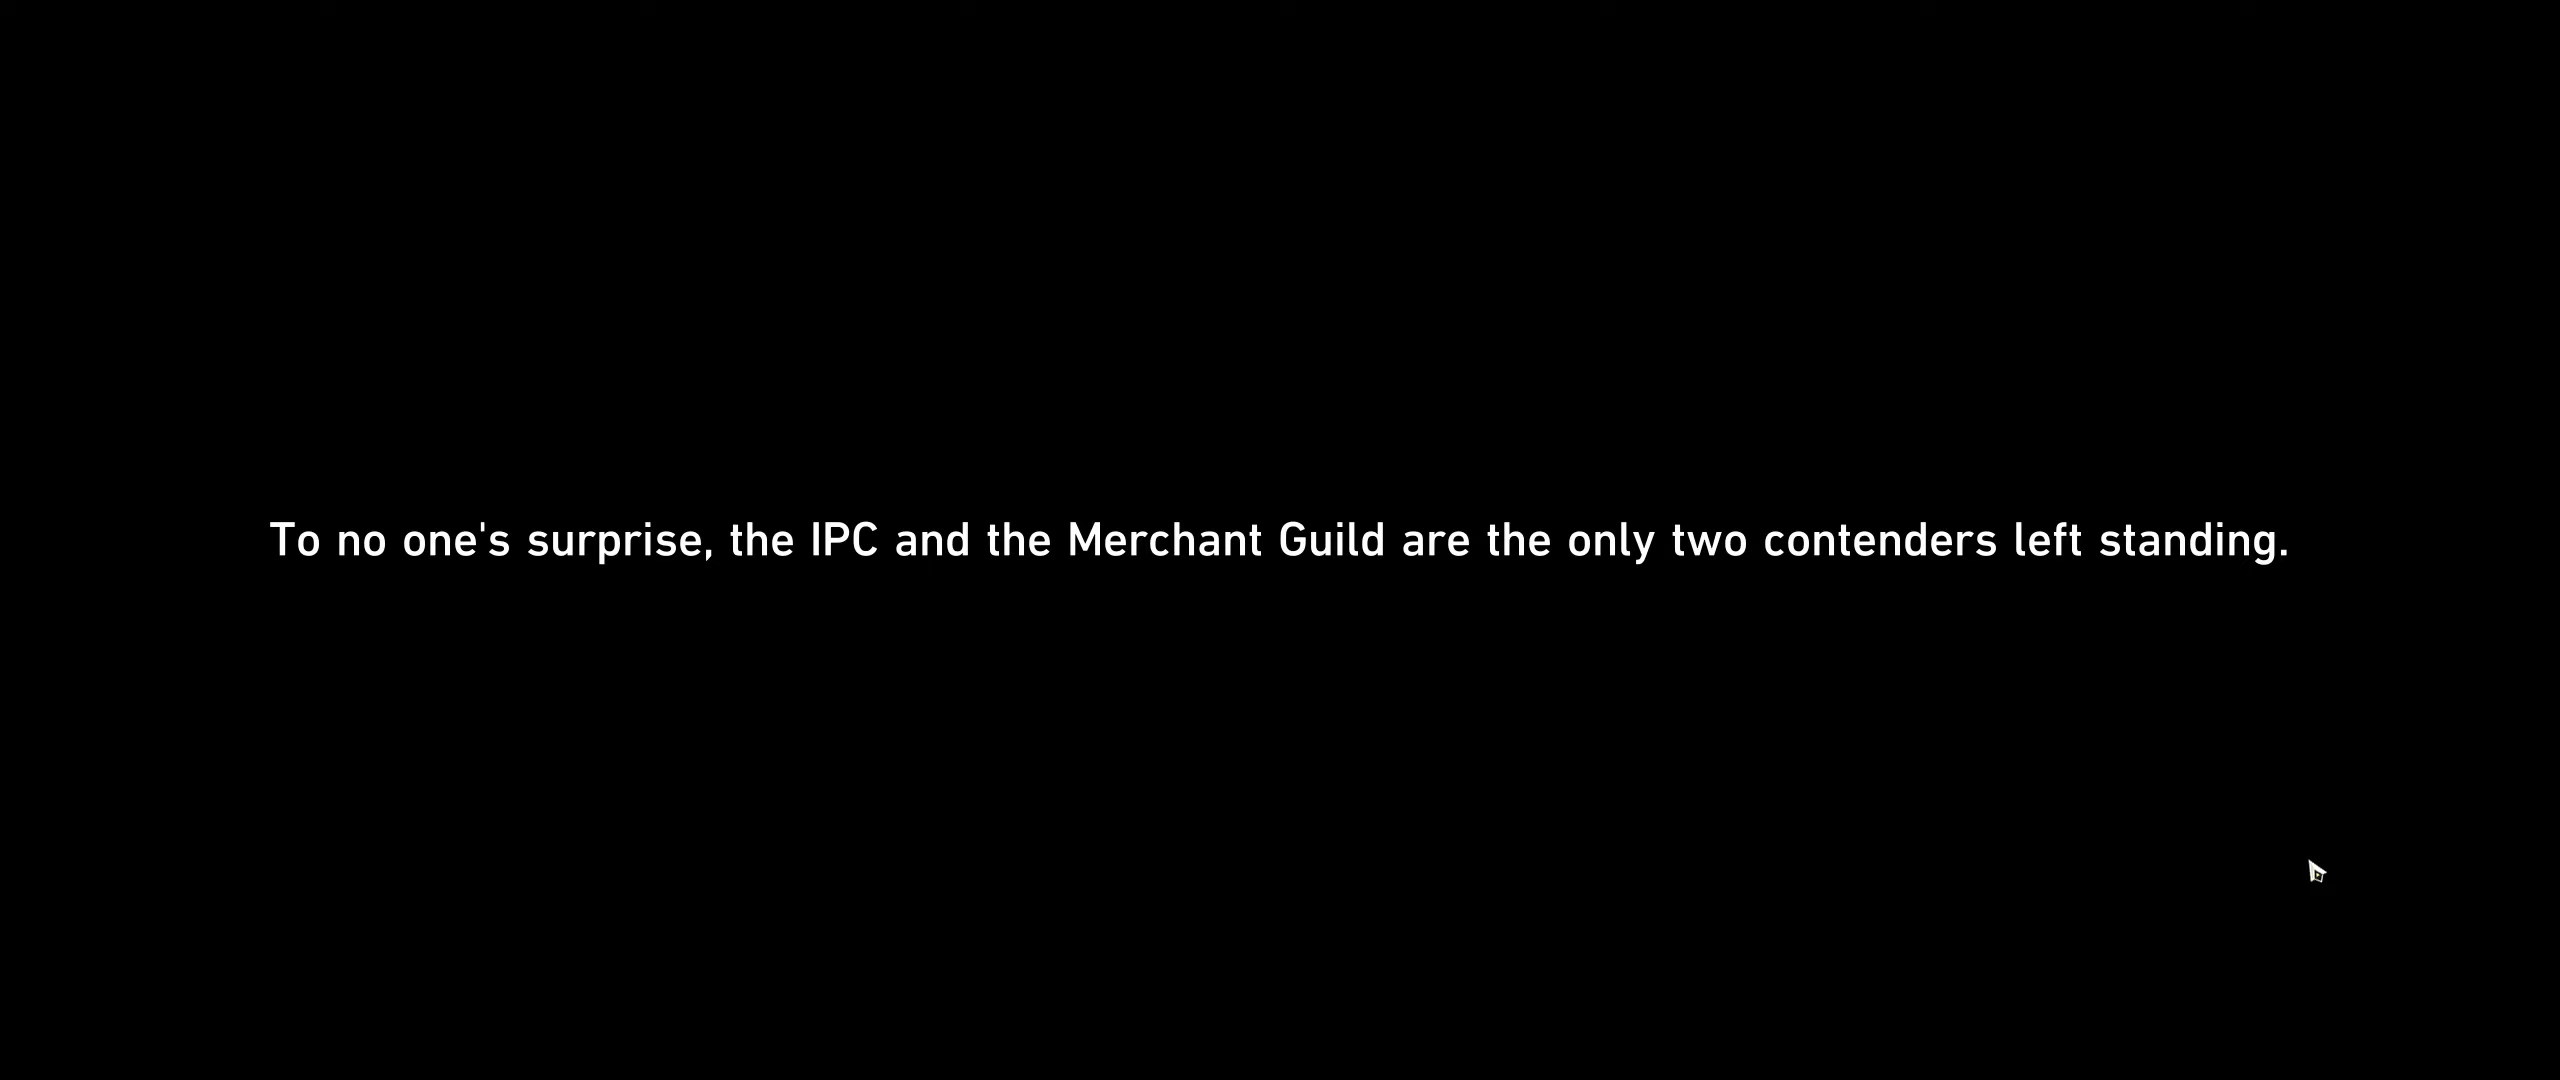 To no one's surprise, the IPC and the Merchant Guild are the only two contenders left standing.